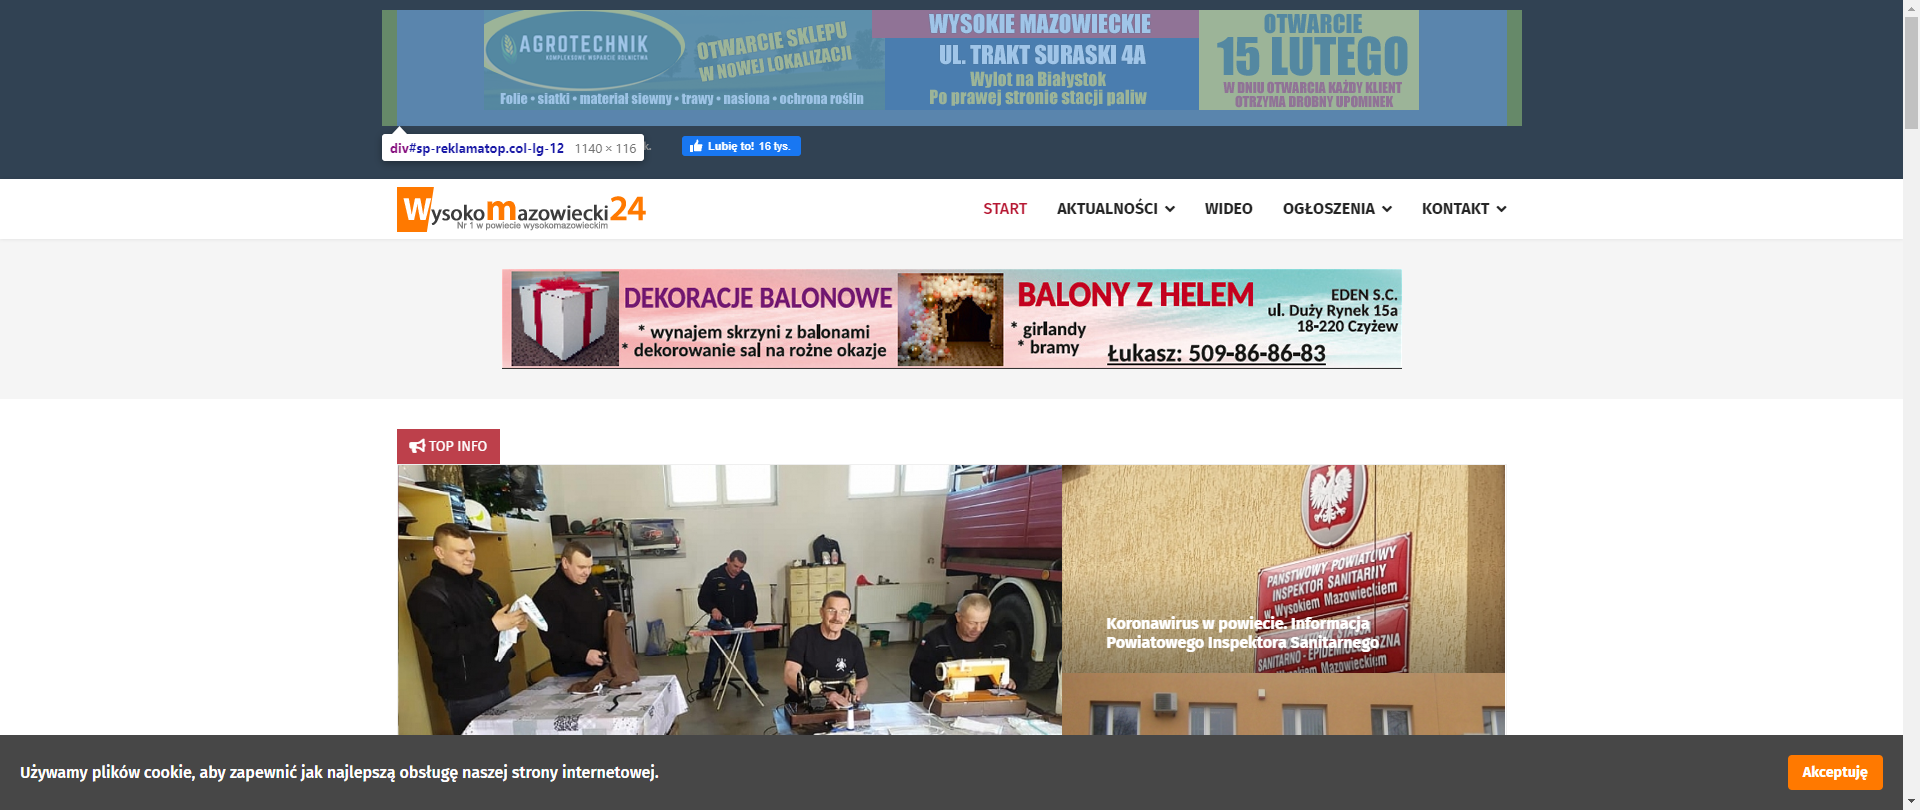 AGROTECHNIK
KOMPLEKSOWE WSPARCIE ROLNICTWA
OTWARCIE SKLEPU
W NOWEJ LOKALIZACJI
Folie • siatki • materiał siewny • trawy • nasiona • ochrona roślin
WYSOKIE MAZOWIECKIE
UL. TRAKT SURASKI 4A
Wylot na Białystok
Po prawej stronie stacji paliw
OTWARCIE
15 LUTEGO
W DNIU OTWARCIA KAŻDY KLIENT
OTRZYMA DROBNY UPOMINEK
div#sp-reklamatop.col-lg-12 1140 × 116
Lubię to! 16 tys.
Wysokomazowiecki24
Nr 1 w powiecie wysokomazowieckim
START AKTUALNOŚCI WIDEO OGŁOSZENIA KONTAKT
DEKORACJE BALONOWE
* wynajem skrzyni z balonami
* dekorowanie sal na rożne okazje
BALONY Z HELEM
* girlandy
* bramy
EDEN S.C.
ul. Duży Rynek 15a
18-220 Czyżew
Łukasz: 509-86-86-83
TOP INFO
PAŃSTWOWY POWIATOWY
INSPEKTOR SANITARNY
w Wysokiem Mazowieckiem
Koronawirus w powiecie. Informacja
Powiatowego Inspektora Sanitarnego
SANITARNO - EPIDEMIOLOGICZNA
Mazowieckiem
Używamy plików cookie, aby zapewnić jak najlepszą obsługę naszej strony internetowej.
Akceptuję